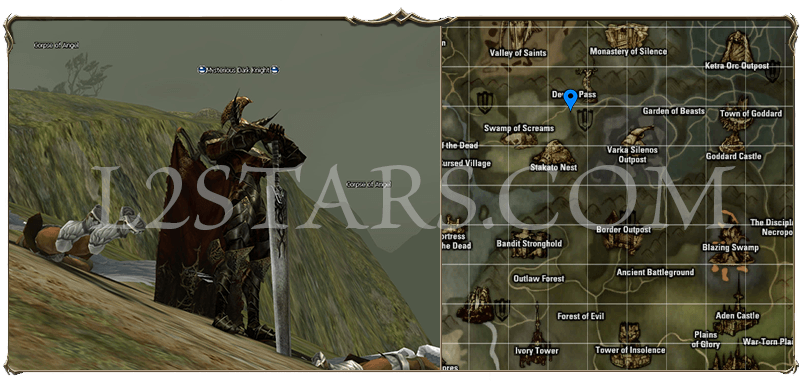 Corpse of Angel
Mysterious Dark Knight
Corpse of Angel
L2STARS.COM
Valley of Saints
Monastery of Silence
Ketra Orc Outpost
Pass
Garden of Beasts
Town of Goddard
Swamp of Screams
f the Dead
Varka Silenos
Outpost
Goddard Castle
ursed Village
Stakato Nest
The Discipl
Necropo
ortress
the Dead
Bandit Stronghold
Border Outpost
Blazing Swamp
Outlaw Forest
Ancient Battleground
Forest of Evil
Aden Castle
Plains
of Glory
War-Torn Plai
Ivory Tower
Tower of Insolence
ores